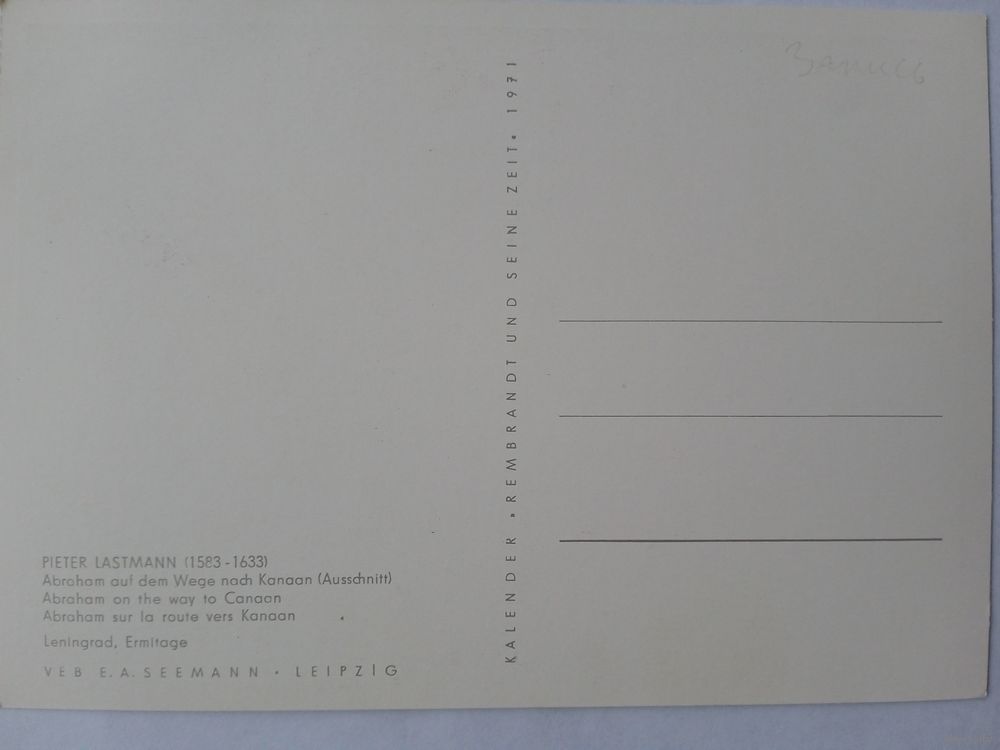 PIETER LASTMANN (1583-1633)
Abraham auf dem Wege nach Kanaan (Ausschnitt)
Abraham on the way to Canaan
Abraham sur la route vers Kanaan
Leningrad, Ermitage
VEB E. A. SEEMANN · LEIPZIG
KALENDER »REMBRANDT UND SEINE ZEIT« 1971